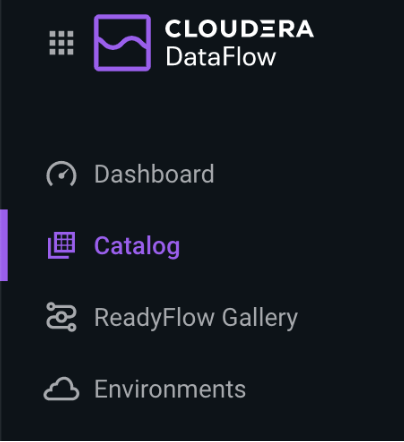 CLOUDERA
DataFlow
Dashboard
Catalog
ReadyFlow Gallery
Environments